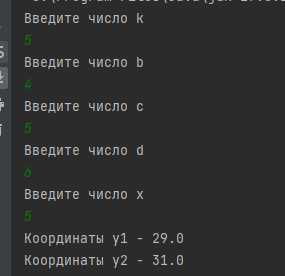 Введите число k
5
Введите число b
4
Введите число c
5
Введите число d
6
Введите число x
5
Координаты y1 - 29.0
Координаты y2 - 31.0